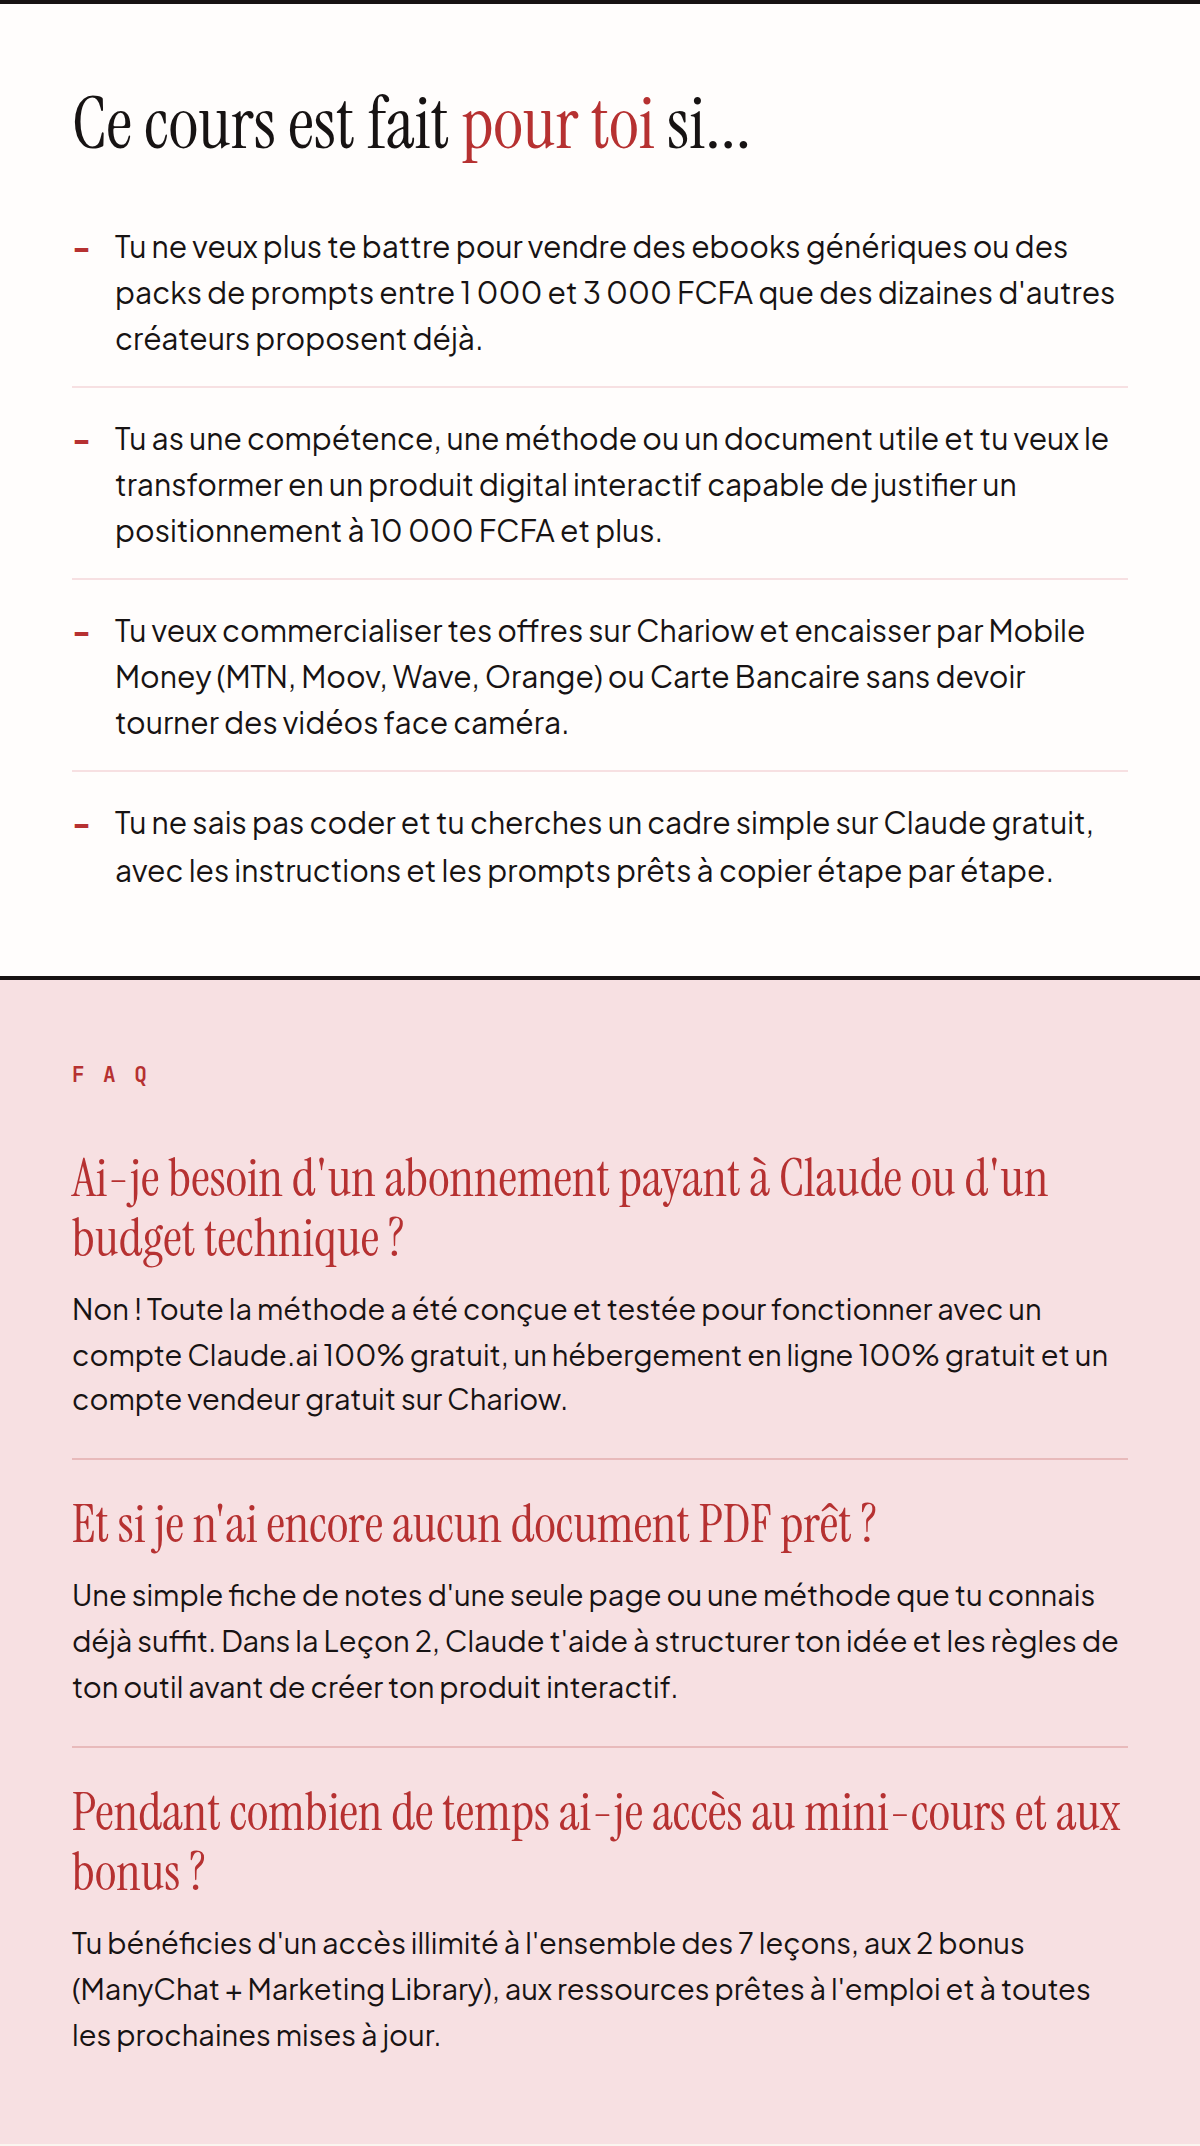 Ce cours est fait pour toi si...
– Tu ne veux plus te battre pour vendre des ebooks génériques ou des
packs de prompts entre 1 000 et 3 000 FCFA que des dizaines d'autres
créateurs proposent déjà.
– Tu as une compétence, une méthode ou un document utile et tu veux le
transformer en un produit digital interactif capable de justifier un
positionnement à 10 000 FCFA et plus.
– Tu veux commercialiser tes offres sur Chariow et encaisser par Mobile
Money (MTN, Moov, Wave, Orange) ou Carte Bancaire sans devoir
tourner des vidéos face caméra.
– Tu ne sais pas coder et tu cherches un cadre simple sur Claude gratuit,
avec les instructions et les prompts prêts à copier étape par étape.
FAQ
Ai-je besoin d'un abonnement payant à Claude ou d'un
budget technique ?
Non ! Toute la méthode a été conçue et testée pour fonctionner avec un
compte Claude.ai 100% gratuit, un hébergement en ligne 100% gratuit et un
compte vendeur gratuit sur Chariow.
Et si je n'ai encore aucun document PDF prêt ?
Une simple fiche de notes d'une seule page ou une méthode que tu connais
déjà suffit. Dans la Leçon 2, Claude t'aide à structurer ton idée et les règles de
ton outil avant de créer ton produit interactif.
Pendant combien de temps ai-je accès au mini-cours et aux
bonus ?
Tu bénéficies d'un accès illimité à l'ensemble des 7 leçons, aux 2 bonus
(ManyChat + Marketing Library), aux ressources prêtes à l'emploi et à toutes
les prochaines mises à jour.